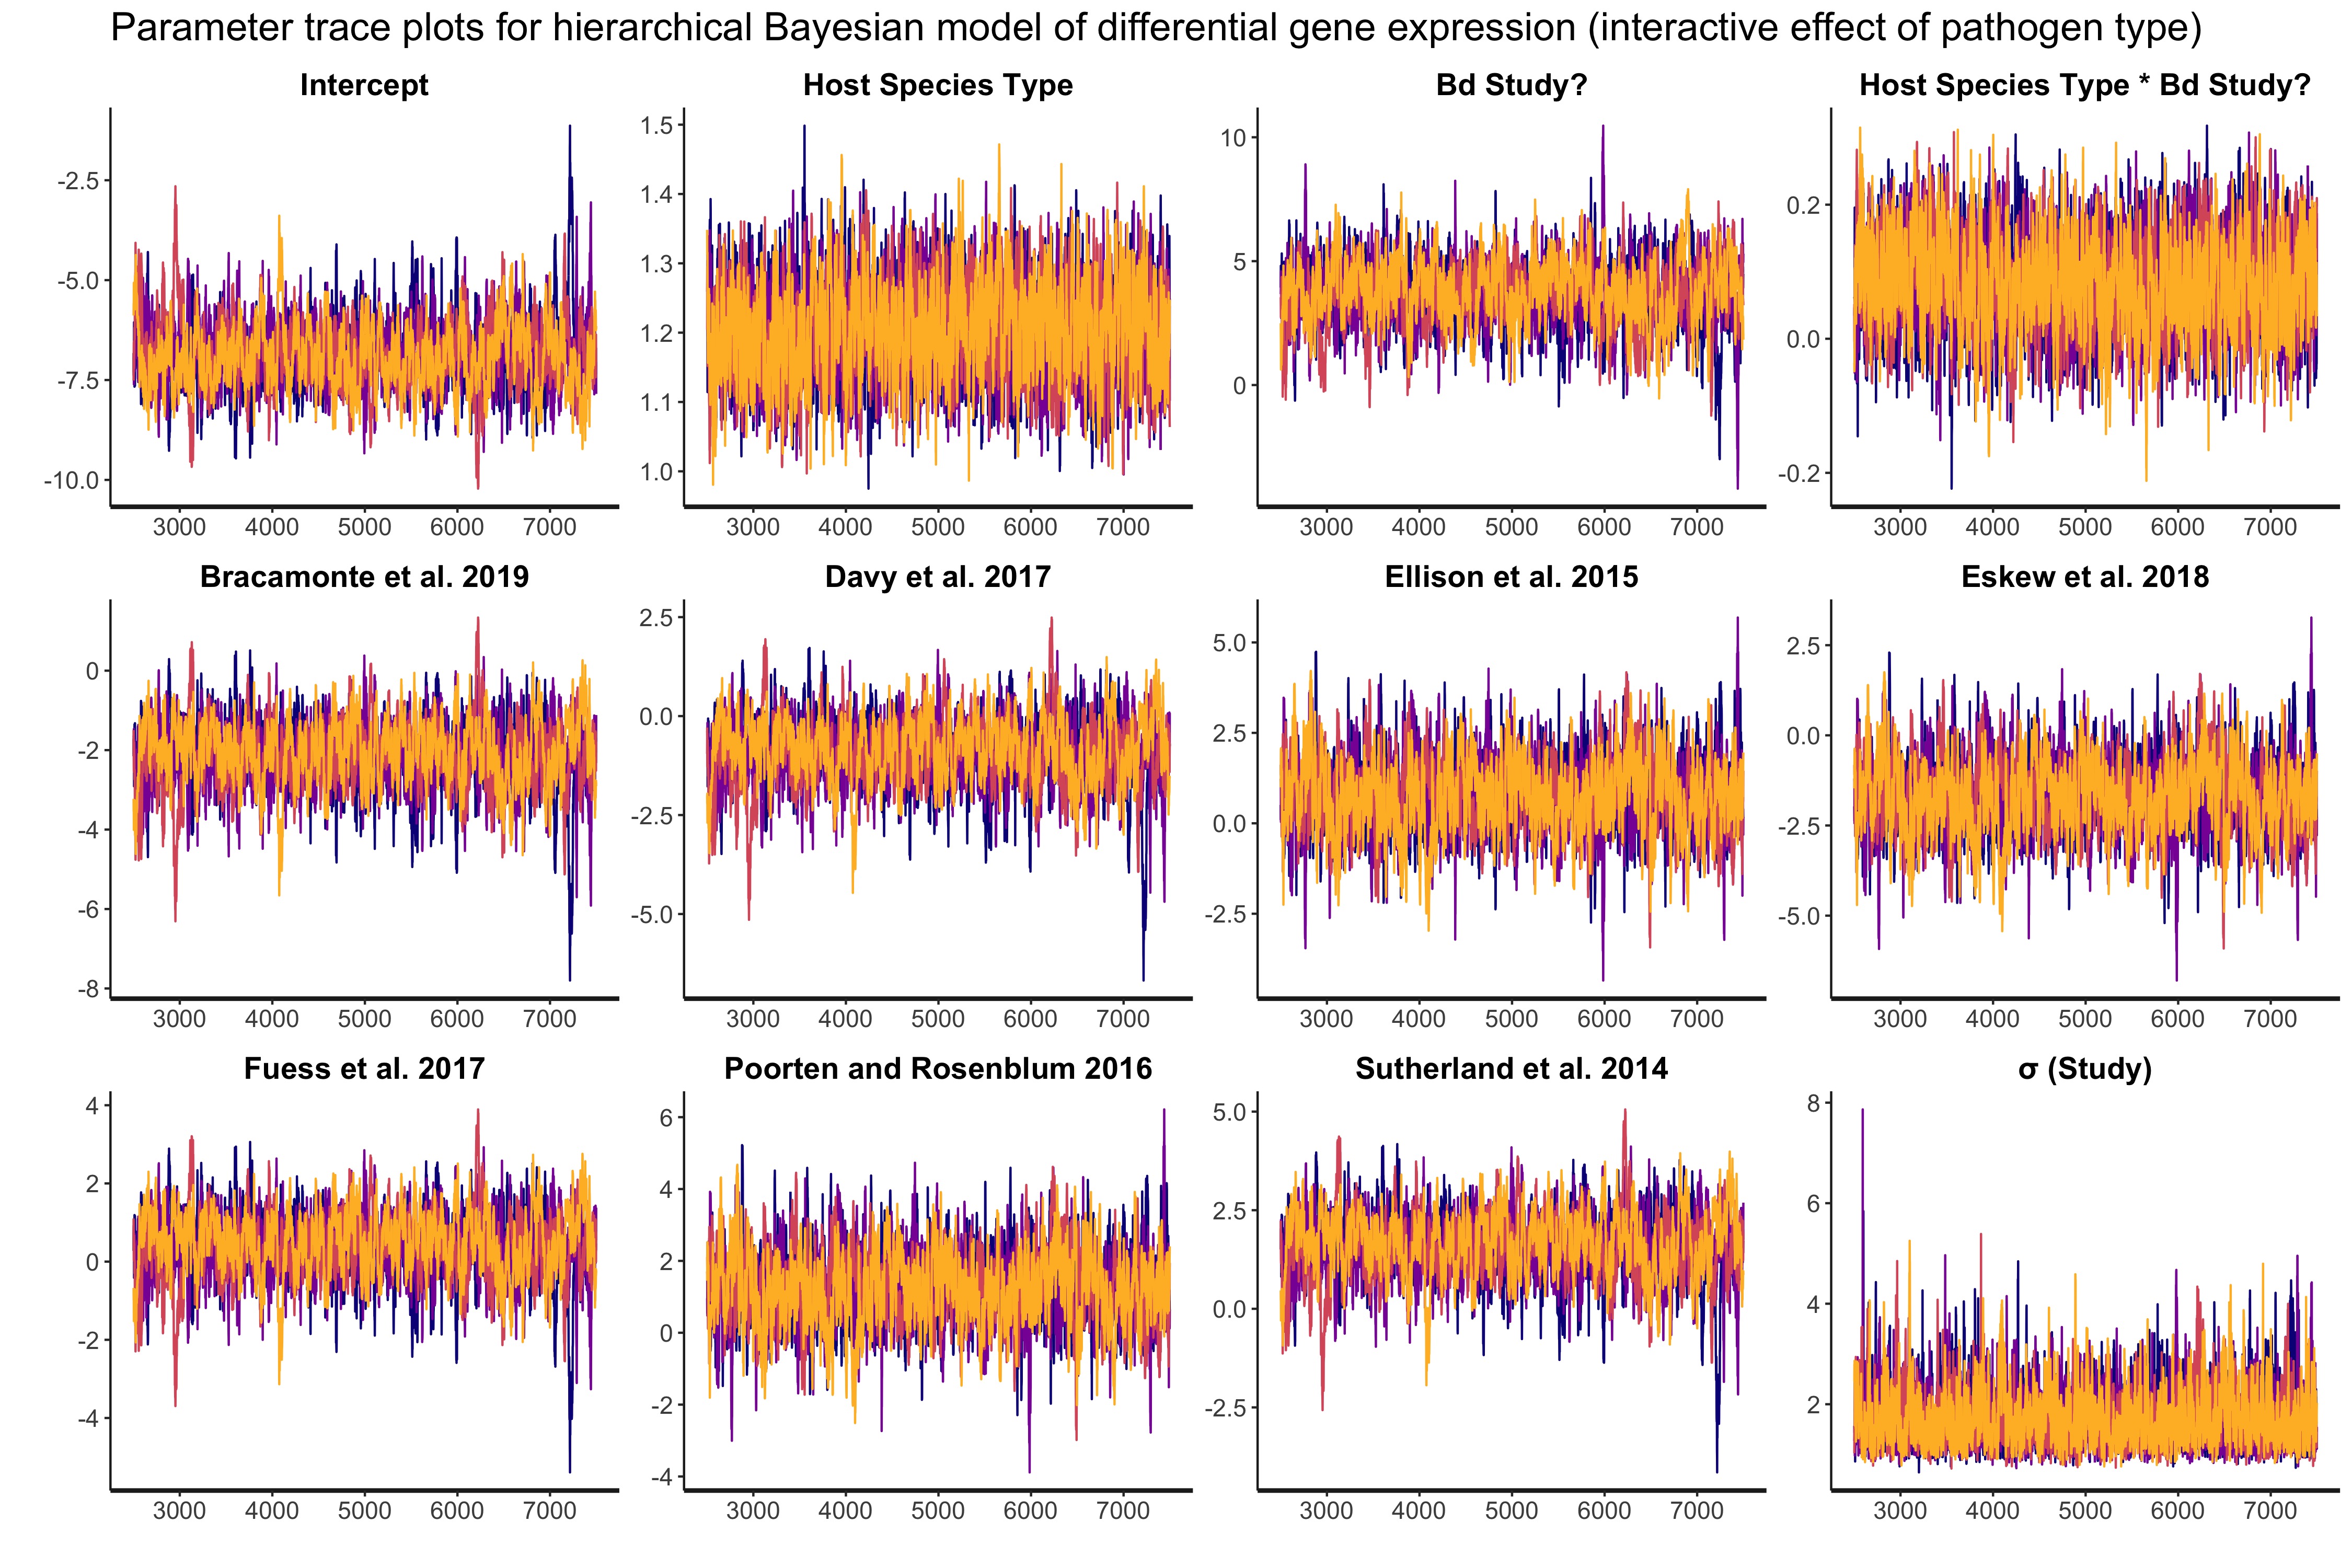 Parameter trace plots for hierarchical Bayesian model of differential gene expression (interactive effect of pathogen type)
Intercept
-2.5
-5.0
-7.5
-10.0
3000 4000 5000 6000 7000
Host Species Type
1.5
1.4
1.3
1.2
1.1
1.0
3000 4000 5000 6000 7000
Bd Study?
10
5
0
3000 4000 5000 6000 7000
Host Species Type * Bd Study?
0.2
0.0
-0.2
3000 4000 5000 6000 7000
Bracamonte et al. 2019
0
-2
-4
-6
-8
3000 4000 5000 6000 7000
Davy et al. 2017
2.5
0.0
-2.5
-5.0
3000 4000 5000 6000 7000
Ellison et al. 2015
5.0
2.5
0.0
-2.5
3000 4000 5000 6000 7000
Eskew et al. 2018
2.5
0.0
-2.5
-5.0
3000 4000 5000 6000 7000
Fuess et al. 2017
4
2
0
-2
-4
3000 4000 5000 6000 7000
Poorten and Rosenblum 2016
6
4
2
0
-2
-4
3000 4000 5000 6000 7000
Sutherland et al. 2014
5.0
2.5
0.0
-2.5
3000 4000 5000 6000 7000
σ (Study)
8
6
4
2
3000 4000 5000 6000 7000